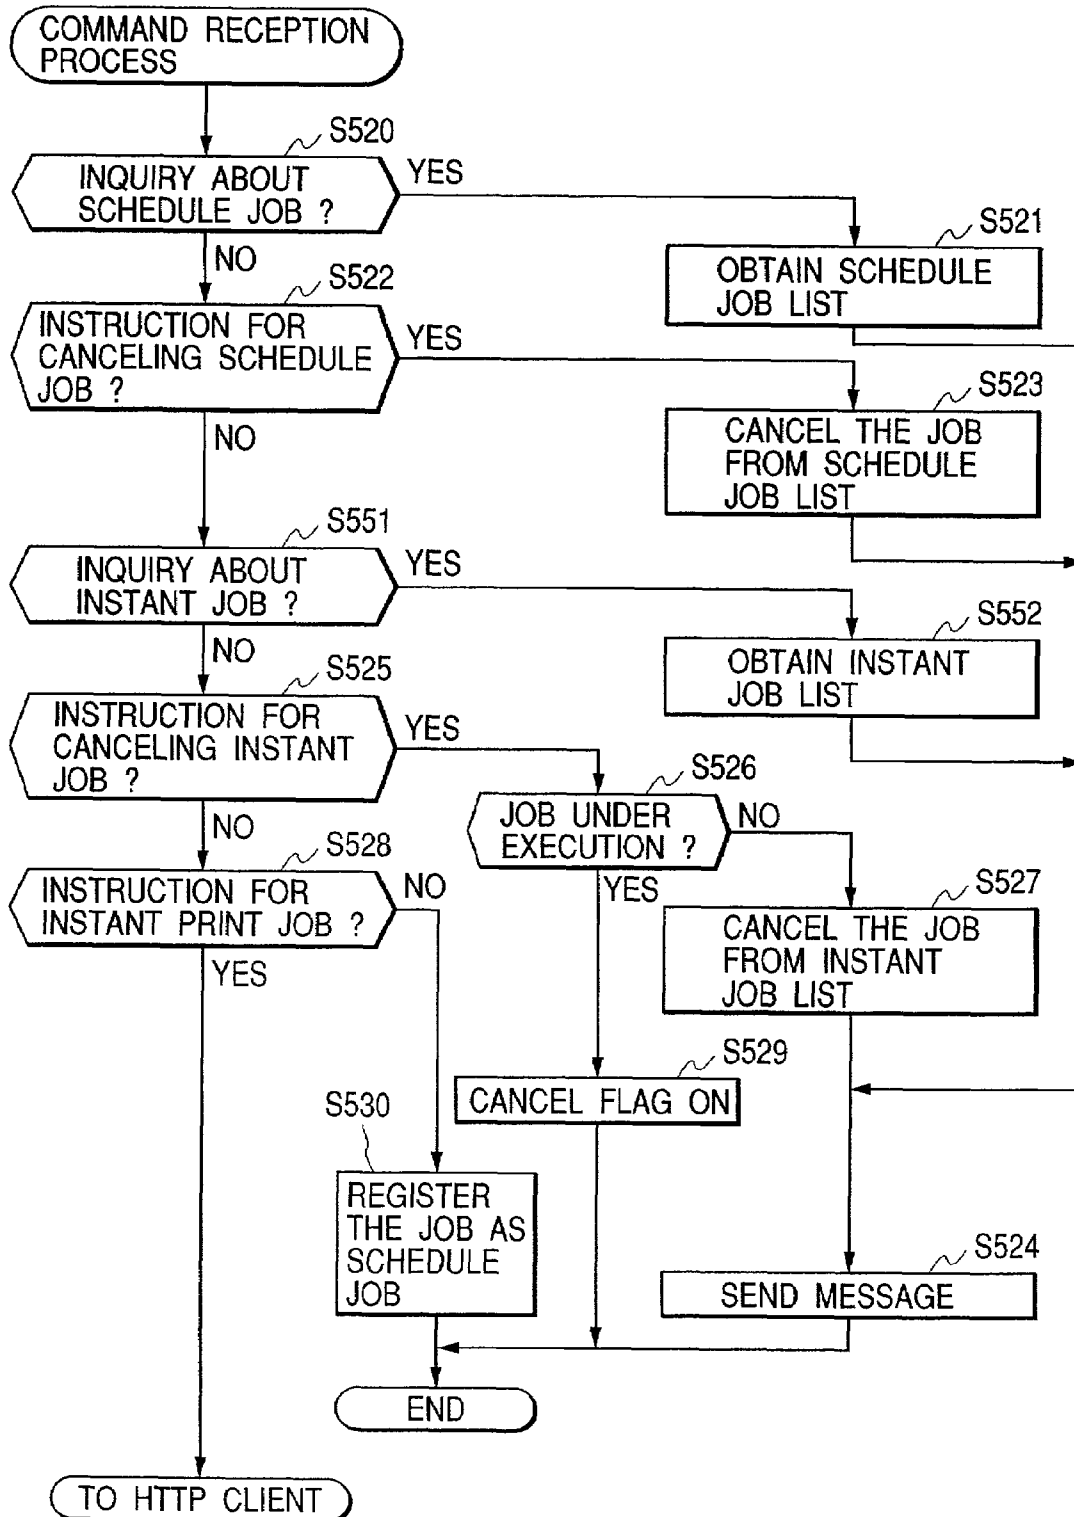 COMMAND RECEPTION
PROCESS
S520
INQUIRY ABOUT
SCHEDULE JOB ?
YES
NO
S521
OBTAIN SCHEDULE
JOB LIST
S522
INSTRUCTION FOR
CANCELING SCHEDULE
JOB ?
YES
NO
S523
CANCEL THE JOB
FROM SCHEDULE
JOB LIST
S551
INQUIRY ABOUT
INSTANT JOB ?
YES
NO
S552
OBTAIN INSTANT
JOB LIST
S525
INSTRUCTION FOR
CANCELING INSTANT
JOB ?
YES
NO
S526
JOB UNDER
EXECUTION ?
NO
YES
S528
INSTRUCTION FOR
INSTANT PRINT JOB ?
NO
YES
S527
CANCEL THE JOB
FROM INSTANT
JOB LIST
S529
CANCEL FLAG ON
S530
REGISTER
THE JOB AS
SCHEDULE
JOB
S524
SEND MESSAGE
END
TO HTTP CLIENT